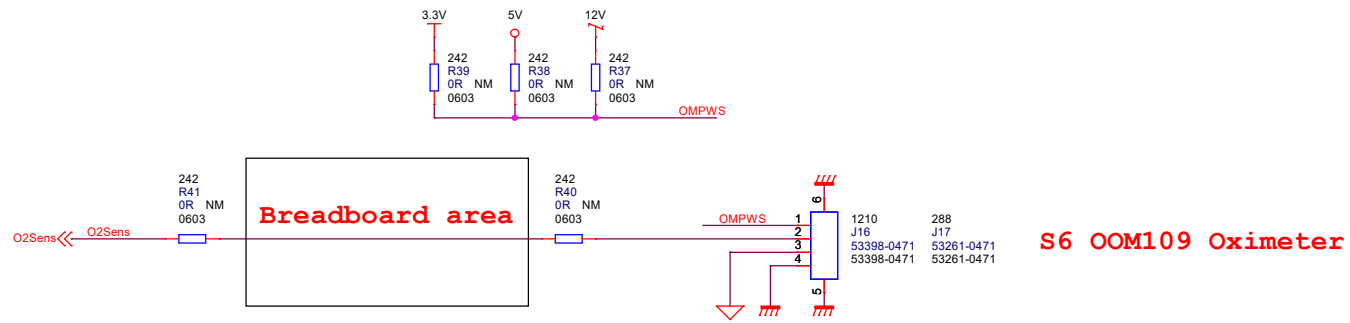 3.3V 5V 12V
242 242 242
R39 R38 R37
0R NM 0R NM 0R NM
0603 0603 0603
OMPWS
242
R41
0R NM
0603
Breadboard area
242
R40
0R NM
0603
O2Sens O2Sens
OMPWS
6
1
2
3
4
5
1210 288
J16 J17
53398-0471 53261-0471
53398-0471 53261-0471
S6 OOM109 Oximeter